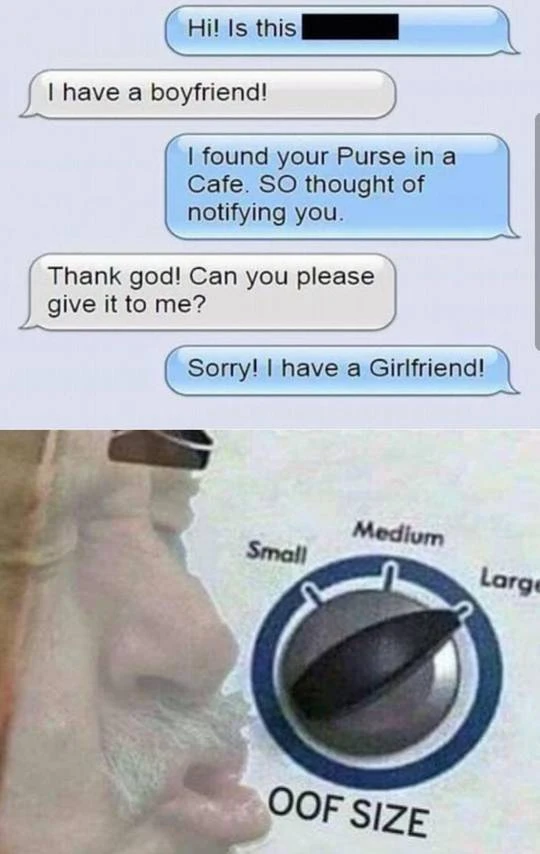 Hi! Is this
I have a boyfriend!
I found your Purse in a
Cafe. SO thought of
notifying you.
Thank god! Can you please
give it to me?
Sorry! I have a Girlfriend!
Small
Medium
Large
OOF SIZE